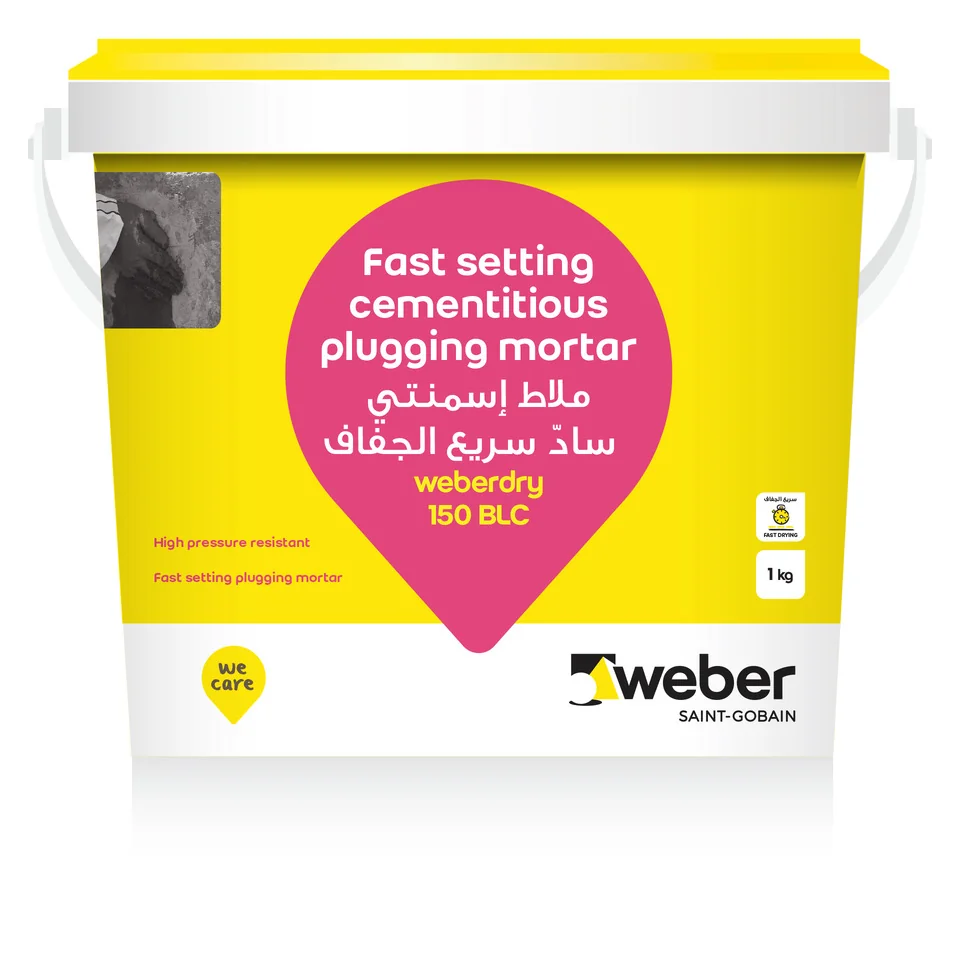 Fast setting
cementitious
plugging mortar
ملاط إسمنتي
سادّ سريع الجفاف
weberdry
150 BLC
High pressure resistant
Fast setting plugging mortar
سريع الجفاف
FAST DRYING
1 kg
we
care
weber
SAINT-GOBAIN